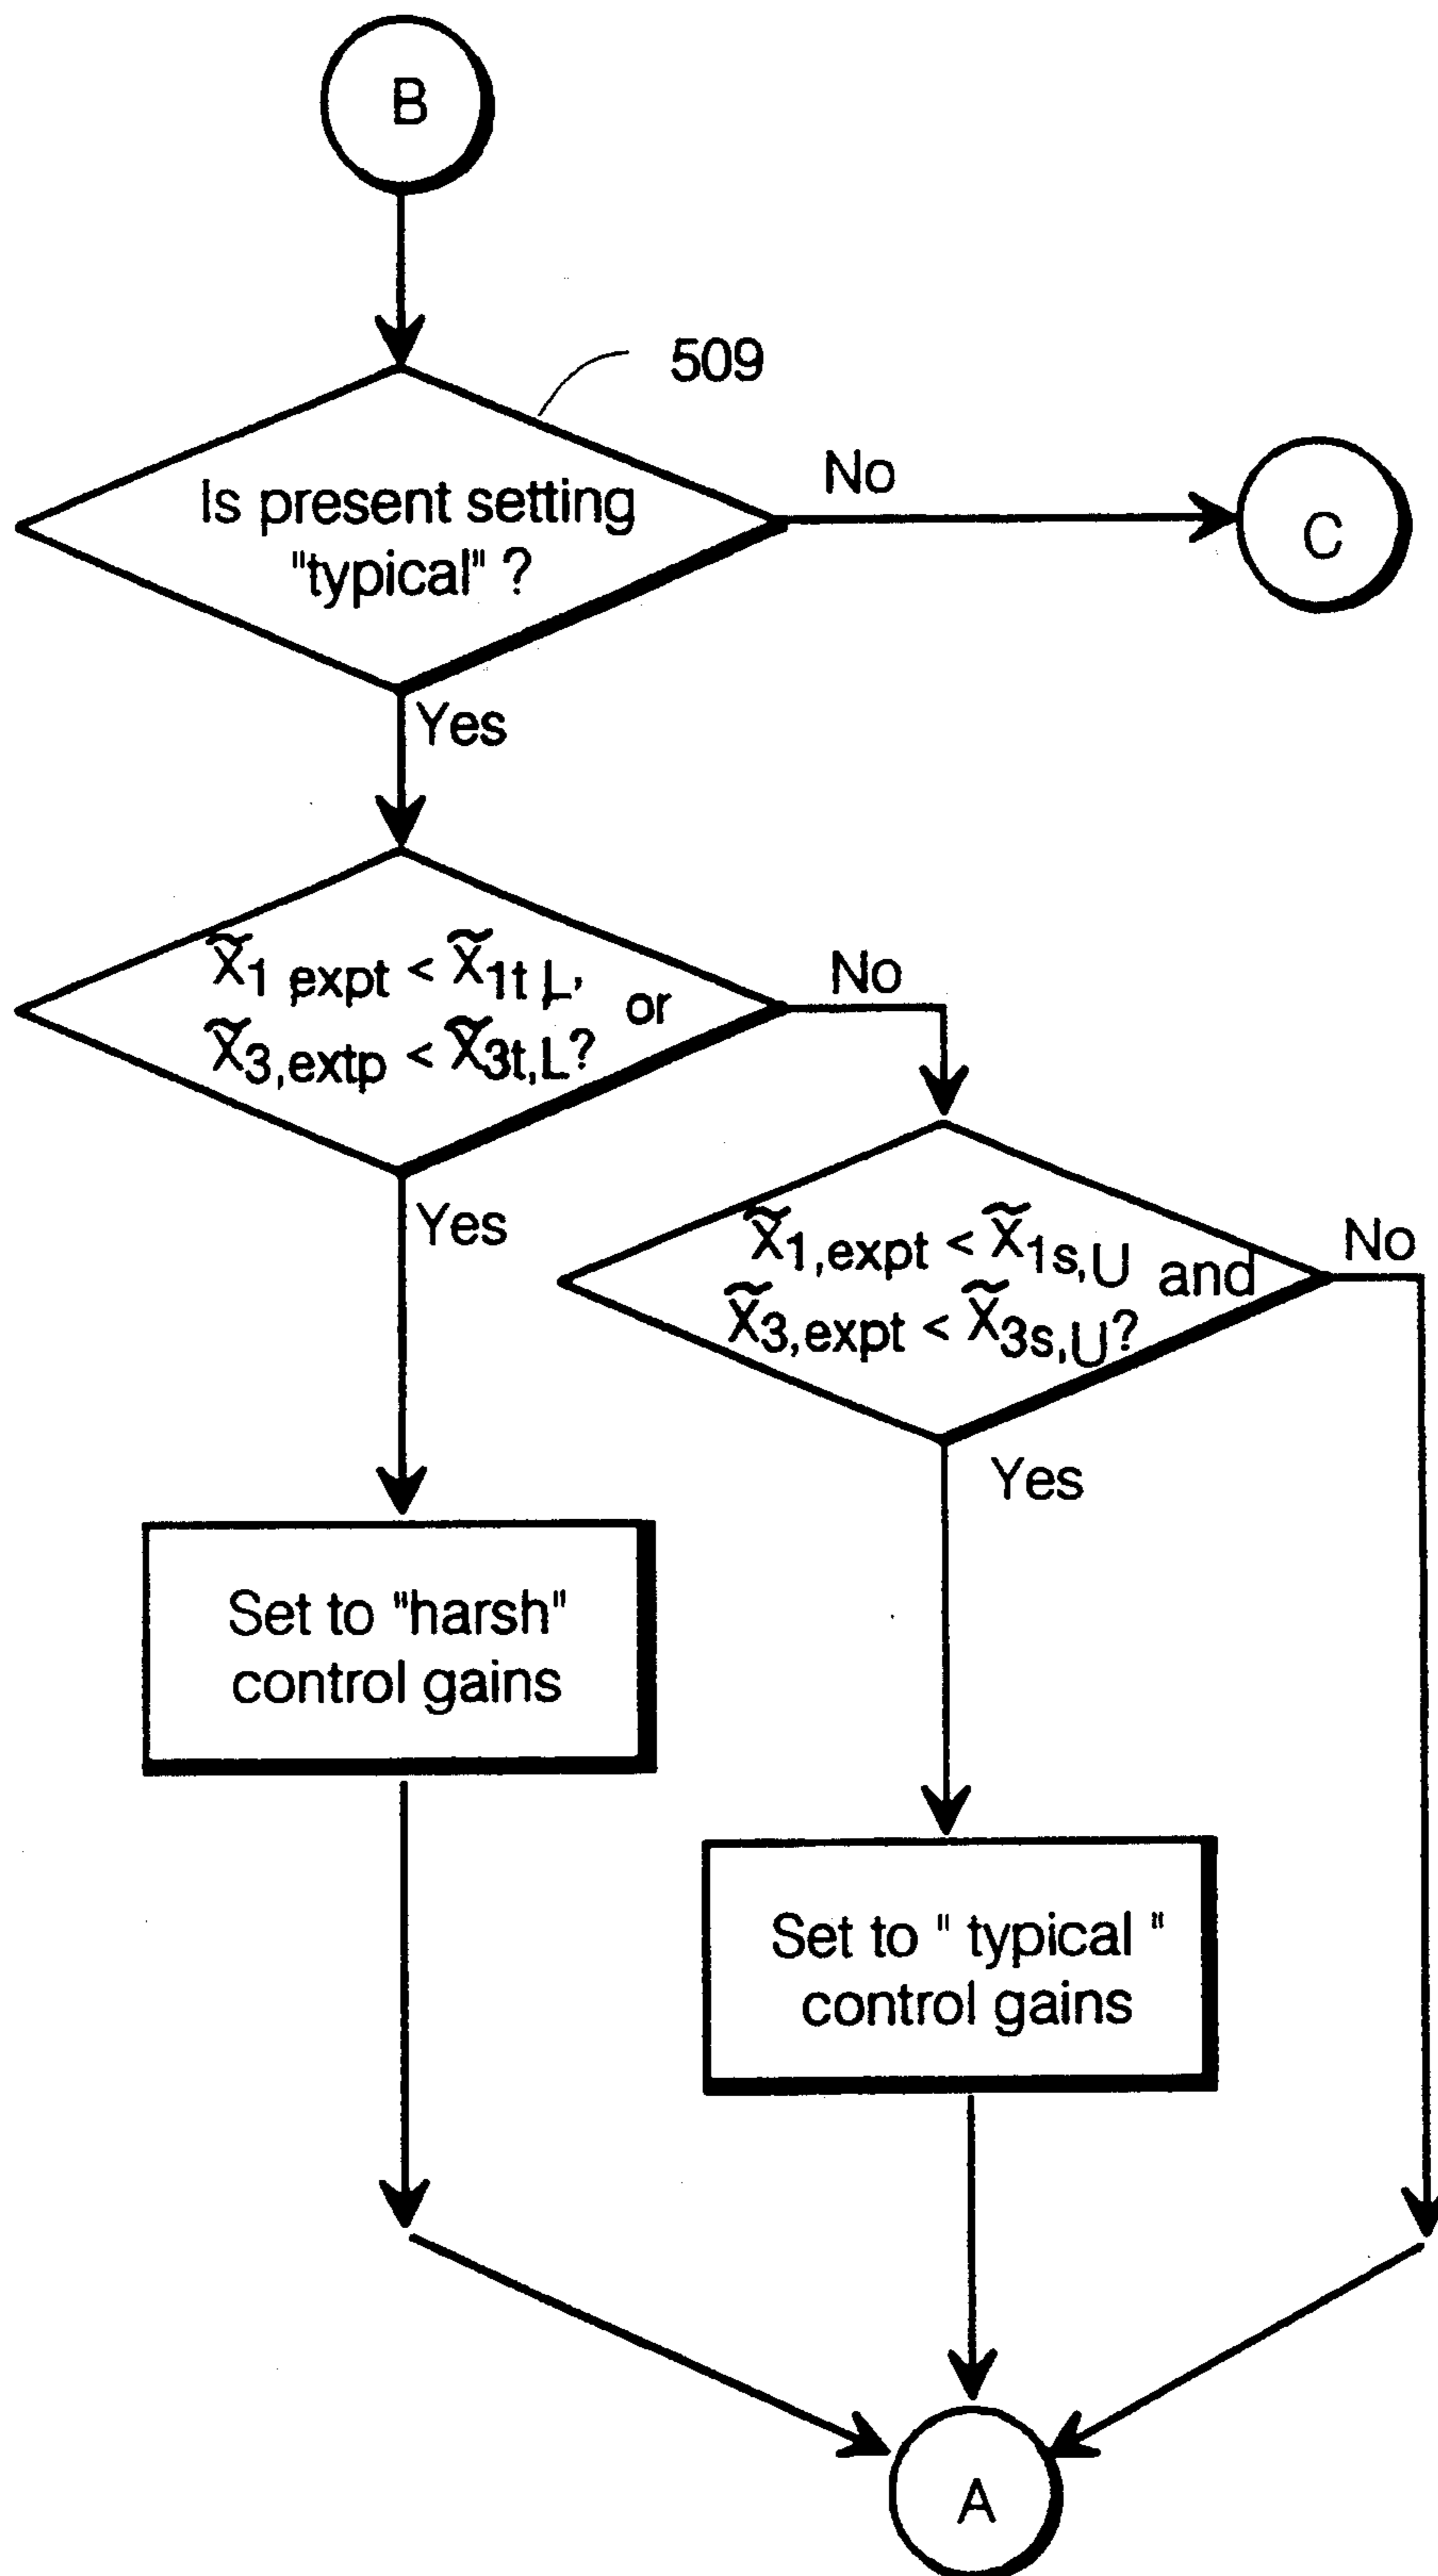 B
509
Is present setting
"typical" ?
No
C
Yes
X̃1 expt < X̃1t L, or
X̃3,extp < X̃3t,L?
No
Yes
X̃1,expt < X̃1s,U and
X̃3,expt < X̃3s,U?
No
Yes
Set to "harsh"
control gains
Set to " typical "
control gains
A